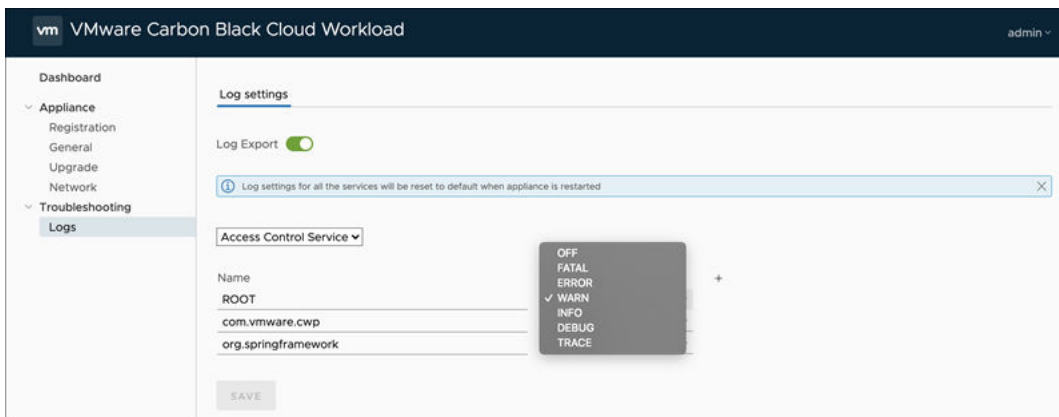 vm VMware Carbon Black Cloud Workload
admin
Dashboard
Appliance
Registration
General
Upgrade
Network
Troubleshooting
Logs
Log settings
Log Export
Log settings for all the services will be reset to default when appliance is restarted
Access Control Service
Name
+
ROOT
com.vmware.cwp
org.springframework
OFF
FATAL
ERROR
✓ WARN
INFO
DEBUG
TRACE
SAVE